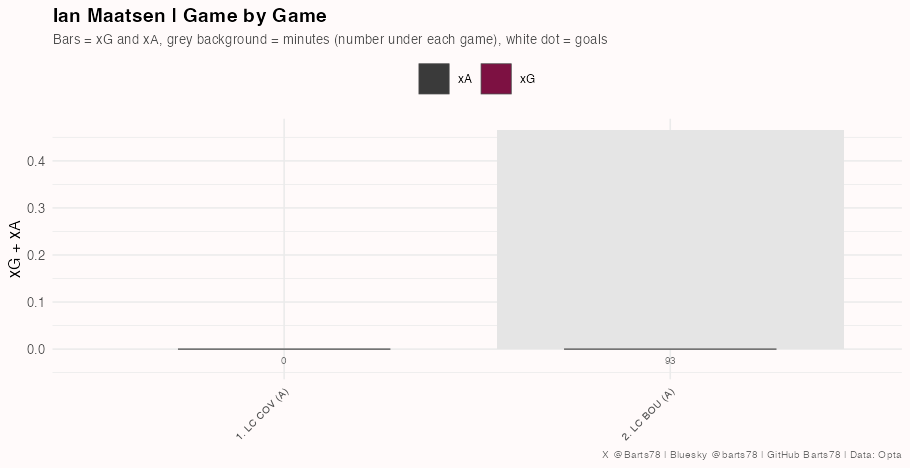 Ian Maatsen | Game by Game
Bars = xG and xA, grey background = minutes (number under each game), white dot = goals
xA xG
xG + xA
0.4
0.3
0.2
0.1
0.0
0 93
1. LC COV (A) 2. LC BOU (A)
X @Barts78 | Bluesky @barts78 | GitHub Barts78 | Data: Opta